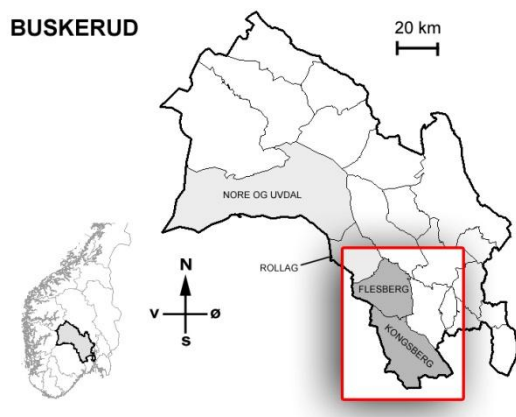 BUSKERUD
20 km
NORE OG UVDAL
ROLLAG
FLESBERG
KONGSBERG
N
V Ø
S